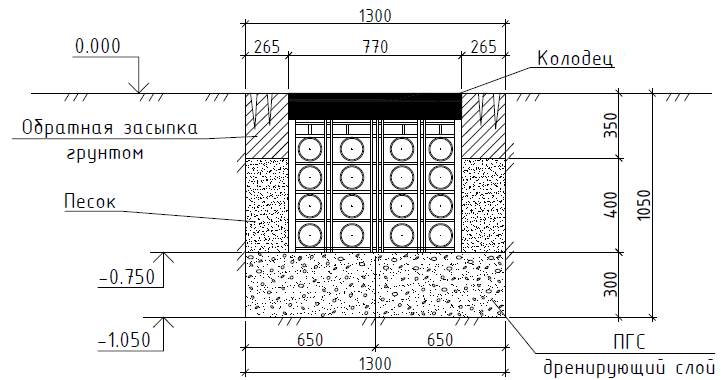 1300
265
770
265
0.000
Колодец
Обратная засыпка
грунтом
350
Песок
400
1050
-0.750
300
-1.050
650
650
ПГС
дренирующий слой
1300